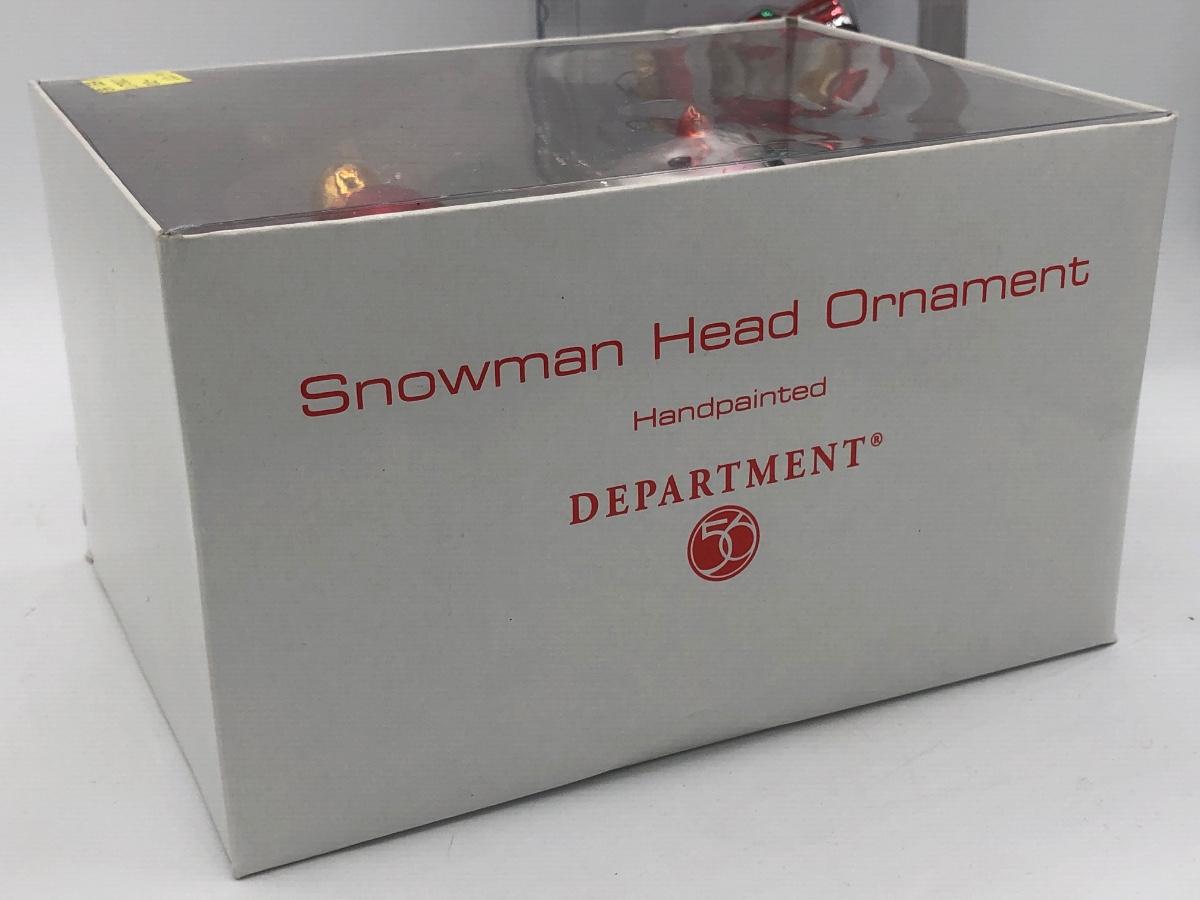 Snowman Head Ornament
Handpainted
DEPARTMENT®
56